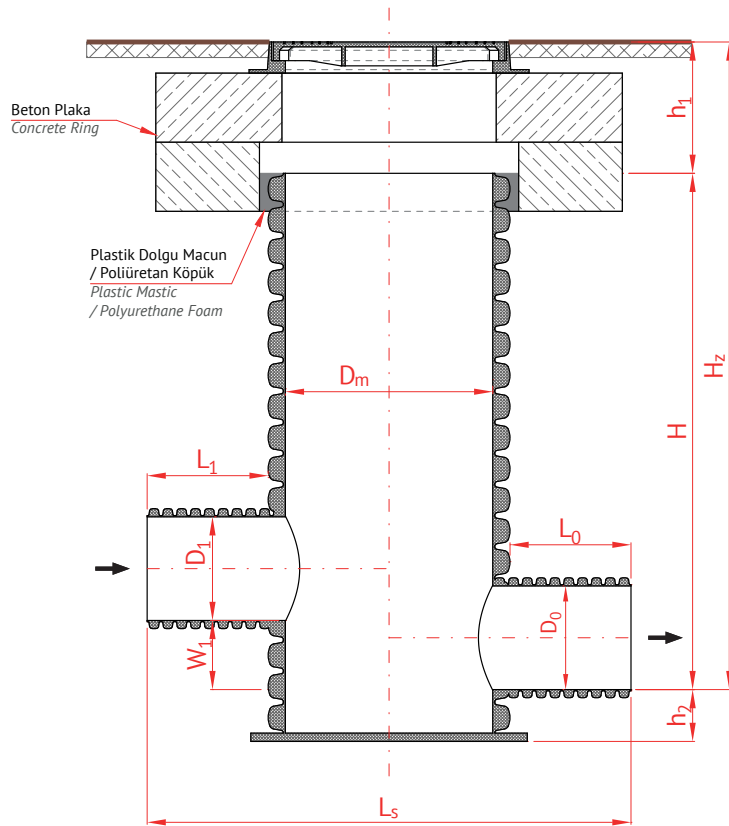 Beton Plaka
Concrete Ring
Plastik Dolgu Macun
/ Poliüretan Köpük
Plastic Mastic
/ Polyurethane Foam
h₁
Hz
Dm
H
L₁
L₀
D₁
D₀
W₁
h₂
Ls